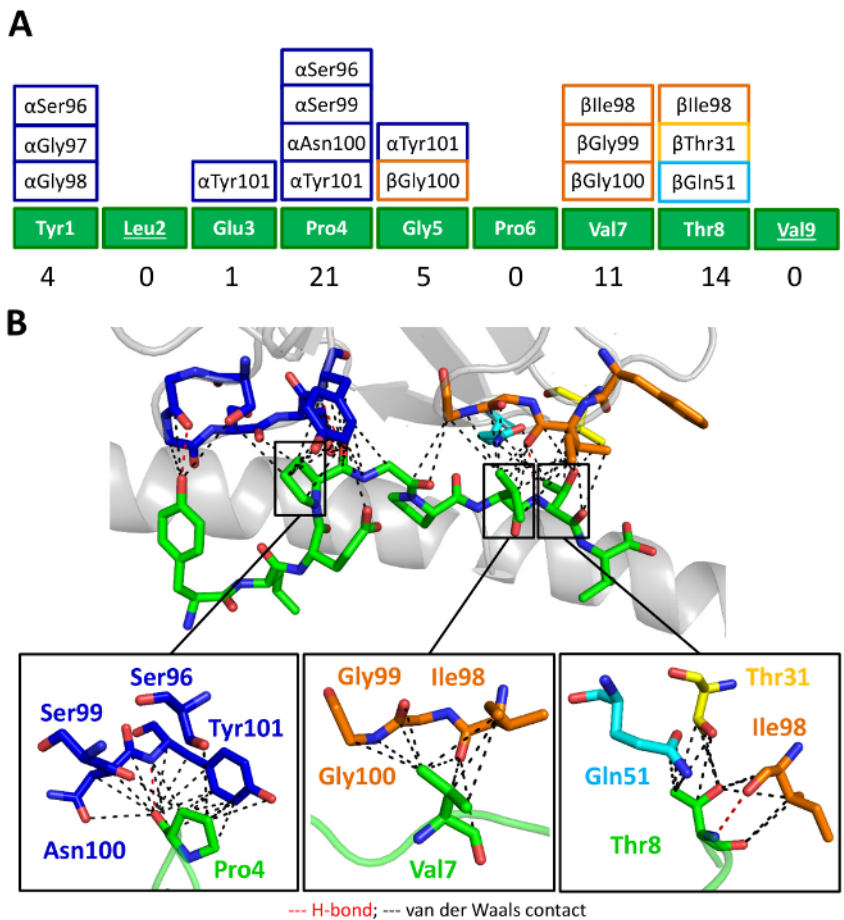 A
αSer96
αSer96 αSer99 βIle98 βIle98
αGly97 αAsn100 αTyr101 βGly99 βThr31
αGly98 αTyr101 αTyr101 βGly100 βGly100 βGln51
Tyr1 Leu2 Glu3 Pro4 Gly5 Pro6 Val7 Thr8 Val9
4 0 1 21 5 0 11 14 0
B
Ser96
Ser99
Tyr101
Asn100
Pro4
Gly99 Ile98
Gly100
Val7
Thr31
Ile98
Gln51
Thr8
--- H-bond; --- van der Waals contact